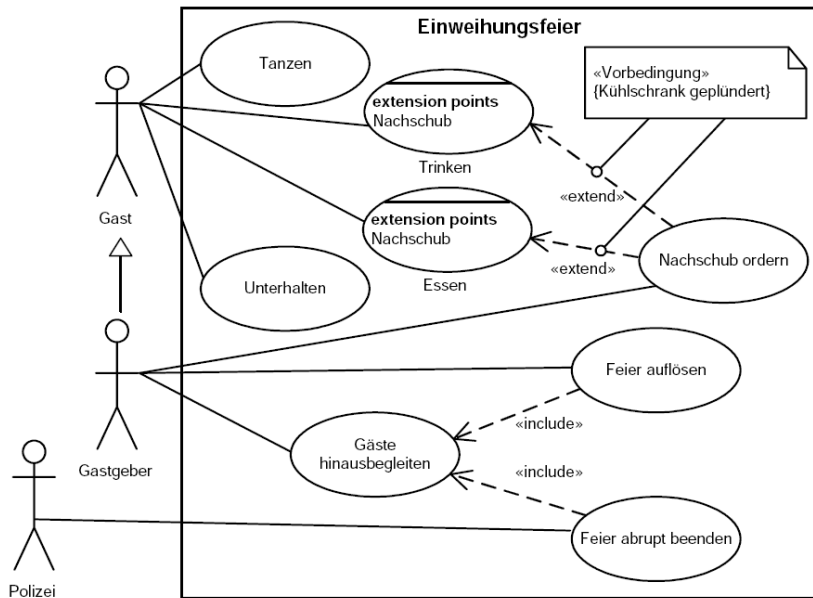 Einweihungsfeier
Tanzen
«Vorbedingung»
{Kühlschrank geplündert}
extension points
Nachschub
Trinken
«extend»
Gast
extension points
Nachschub
Essen
«extend»
Nachschub ordern
Unterhalten
Feier auflösen
«include»
Gäste
hinausbegleiten
Gastgeber
«include»
Feier abrupt beenden
Polizei